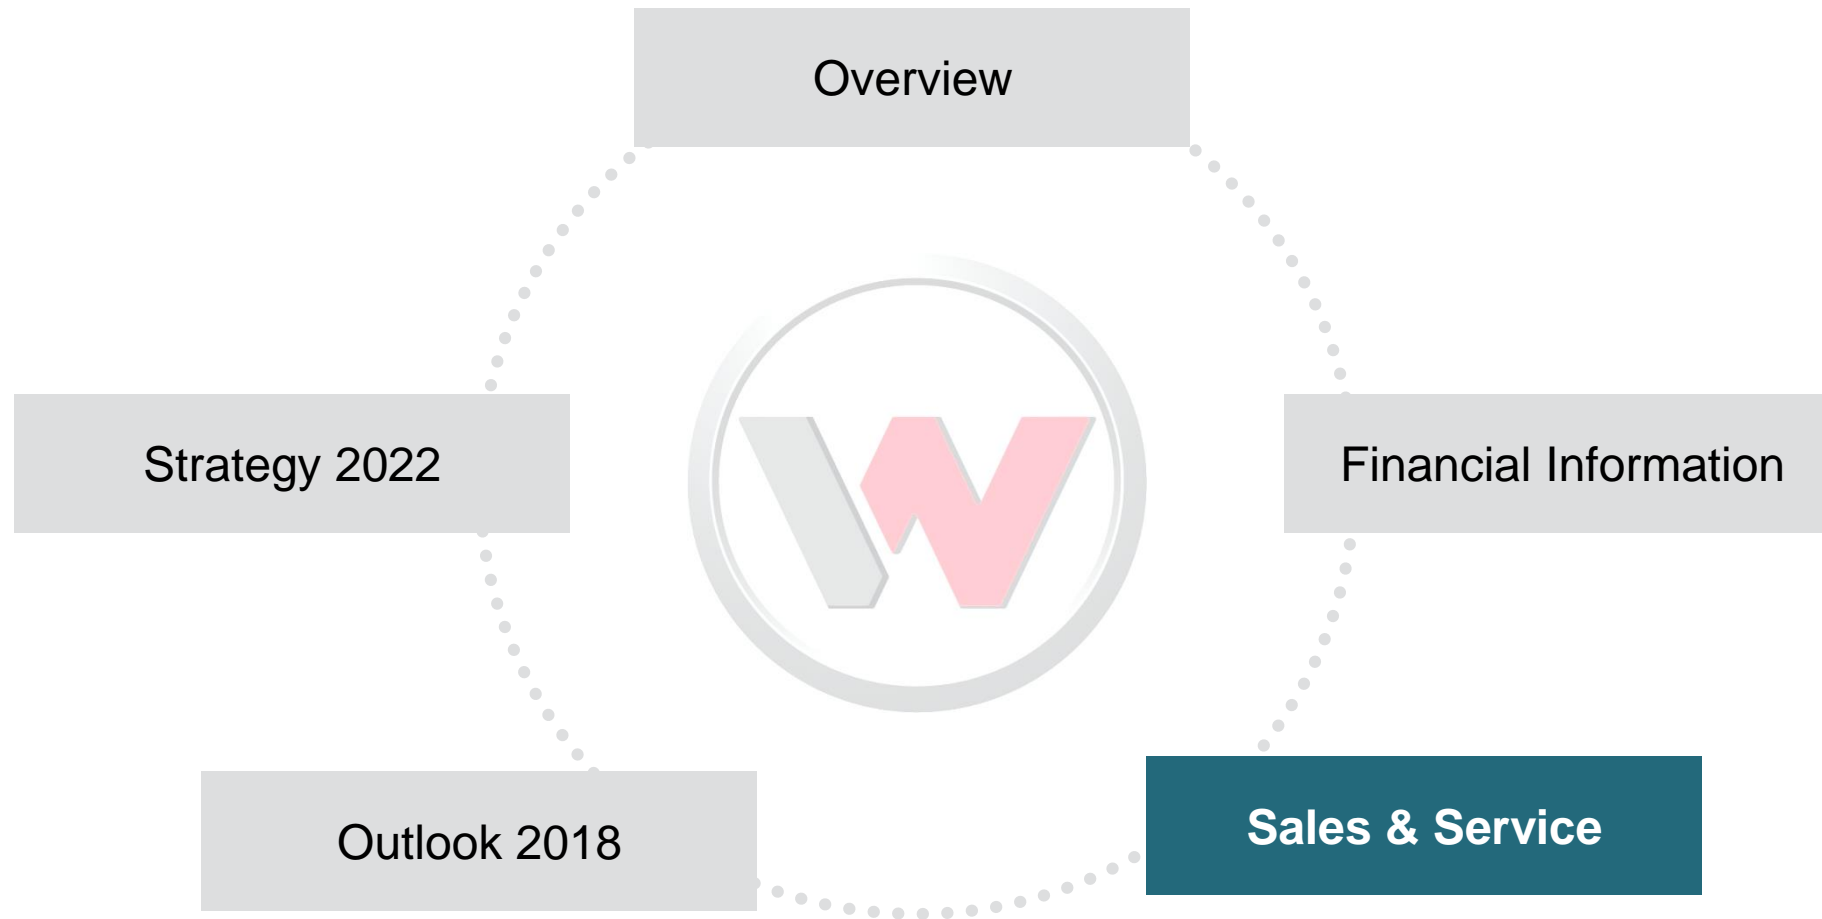 Overview
Strategy 2022
Financial Information
Outlook 2018
Sales & Service